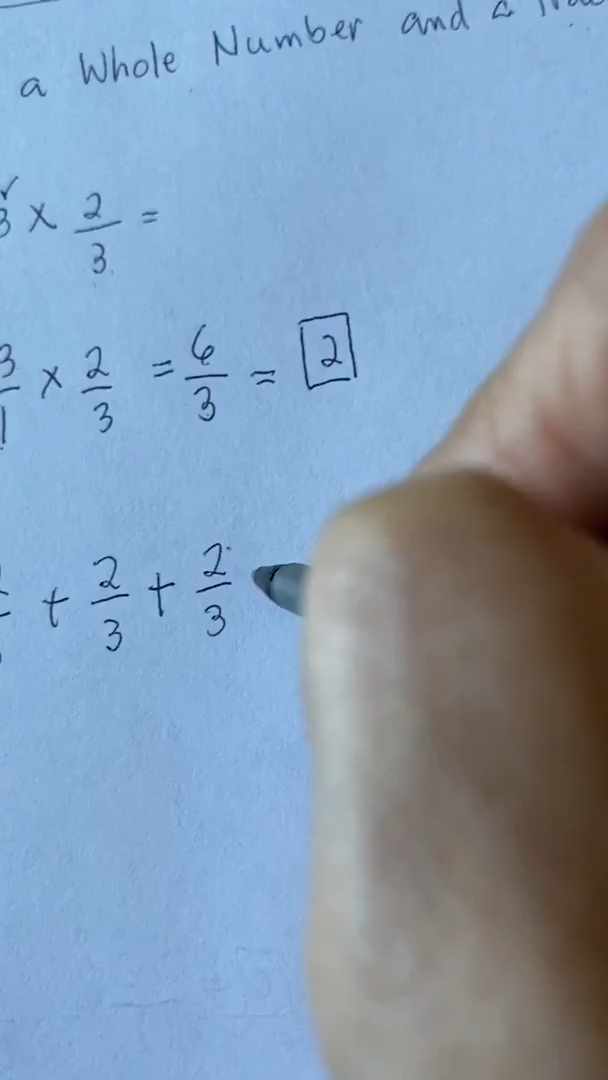 a Whole Number and a
3 × 2/3 =
3/1 × 2/3 = 6/3 = 2
+ 2/3 + 2/3